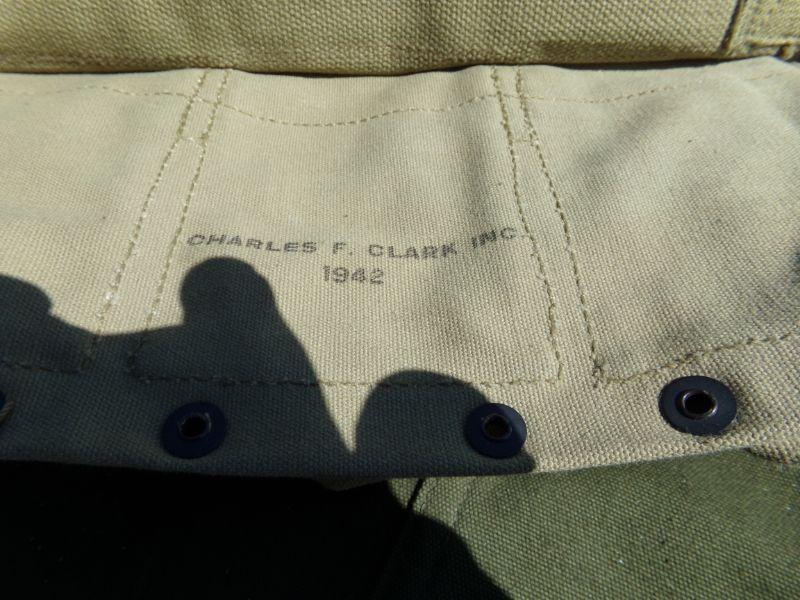 CHARLES F. CLARK INC.
1942